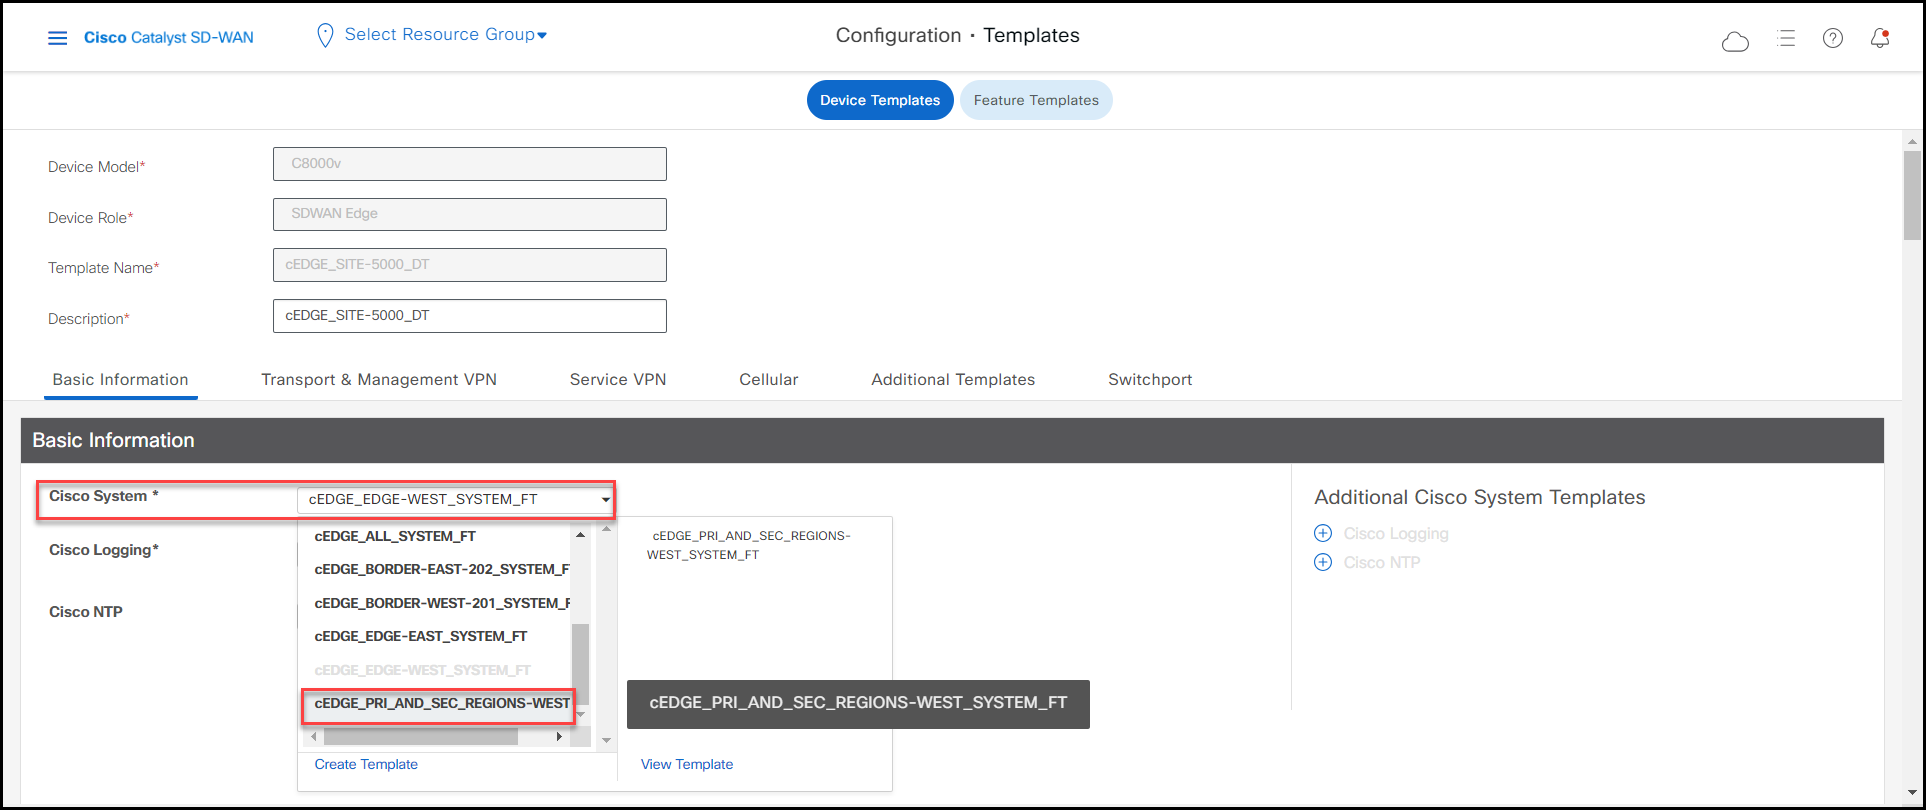 Cisco Catalyst SD-WAN
Select Resource Group
Configuration · Templates
Device Templates
Feature Templates
Device Model*
C8000v
Device Role*
SDWAN Edge
Template Name*
cEDGE_SITE-5000_DT
Description*
cEDGE_SITE-5000_DT
Basic Information
Transport & Management VPN
Service VPN
Cellular
Additional Templates
Switchport
Basic Information
Cisco System *
cEDGE_EDGE-WEST_SYSTEM_FT
cEDGE_ALL_SYSTEM_FT
cEDGE_BORDER-EAST-202_SYSTEM_F
cEDGE_BORDER-WEST-201_SYSTEM_F
cEDGE_EDGE-EAST_SYSTEM_FT
cEDGE_EDGE-WEST_SYSTEM_FT
cEDGE_PRI_AND_SEC_REGIONS-WEST
Create Template
cEDGE_PRI_AND_SEC_REGIONS-
WEST_SYSTEM_FT
cEDGE_PRI_AND_SEC_REGIONS-WEST_SYSTEM_FT
View Template
Cisco Logging*
Cisco NTP
Additional Cisco System Templates
Cisco Logging
Cisco NTP